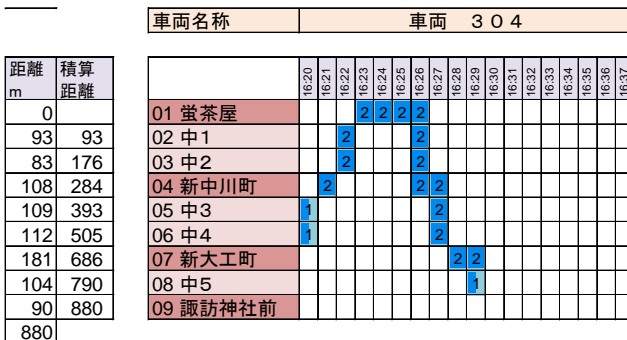 車両名称 車両 ３０４
距離 積算
m 距離
16:20 16:21 16:22 16:23 16:24 16:25 16:26 16:27 16:28 16:29 16:30 16:31 16:32 16:33 16:34 16:35 16:36 16:37
0 01 蛍茶屋 2 2 2 2
93 93 02 中1 2 2
83 176 03 中2 2 2
108 284 04 新中川町 2 2 2
109 393 05 中3 1 2
112 505 06 中4 1 2
181 686 07 新大工町 2 2
104 790 08 中5 1
90 880 09 諏訪神社前
880